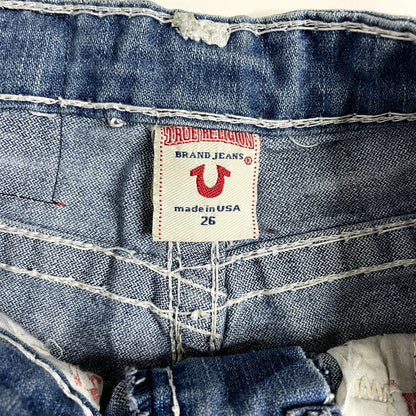 TRUE RELIGION
BRAND JEANS
®
made in USA
26